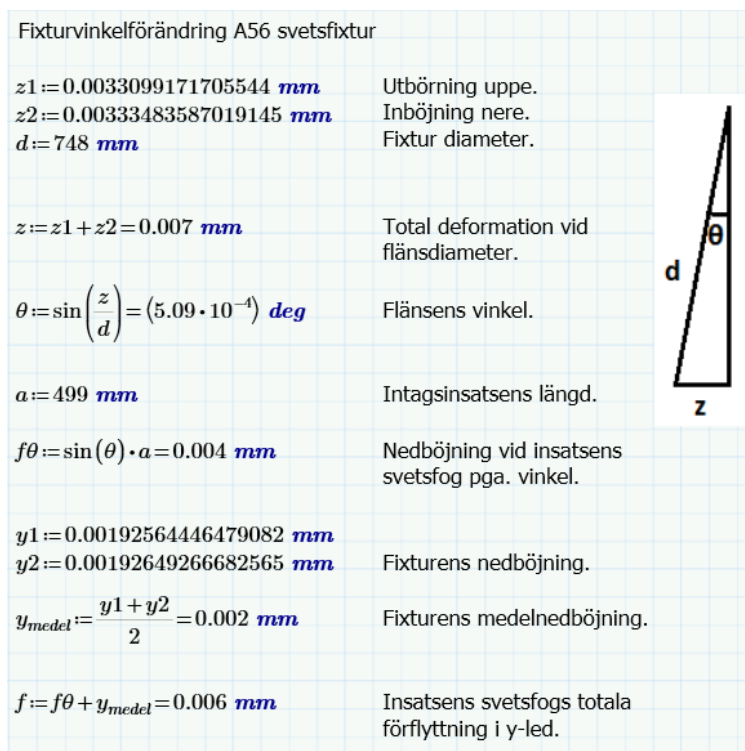 Fixturvinkelförändring A56 svetsfixtur
z1:=0.0033099171705544 mm Utbörning uppe.
z2:=0.00333483587019145 mm Inböjning nere.
d:=748 mm Fixtur diameter.
z:=z1+z2=0.007 mm Total deformation vid
flänsdiameter.
θ:=sin(z/d)=(5.09·10⁻⁴) deg Flänsens vinkel.
a:=499 mm Intagsinsatsens längd.
fθ:=sin(θ)·a=0.004 mm Nedböjning vid insatsens
svetsfog pga. vinkel.
y1:=0.00192564446479082 mm
y2:=0.00192649266682565 mm Fixturens nedböjning.
y_medel:=(y1+y2)/2=0.002 mm Fixturens medelnedböjning.
f:=fθ+y_medel=0.006 mm Insatsens svetsfogs totala
förflyttning i y-led.
θ
d
z